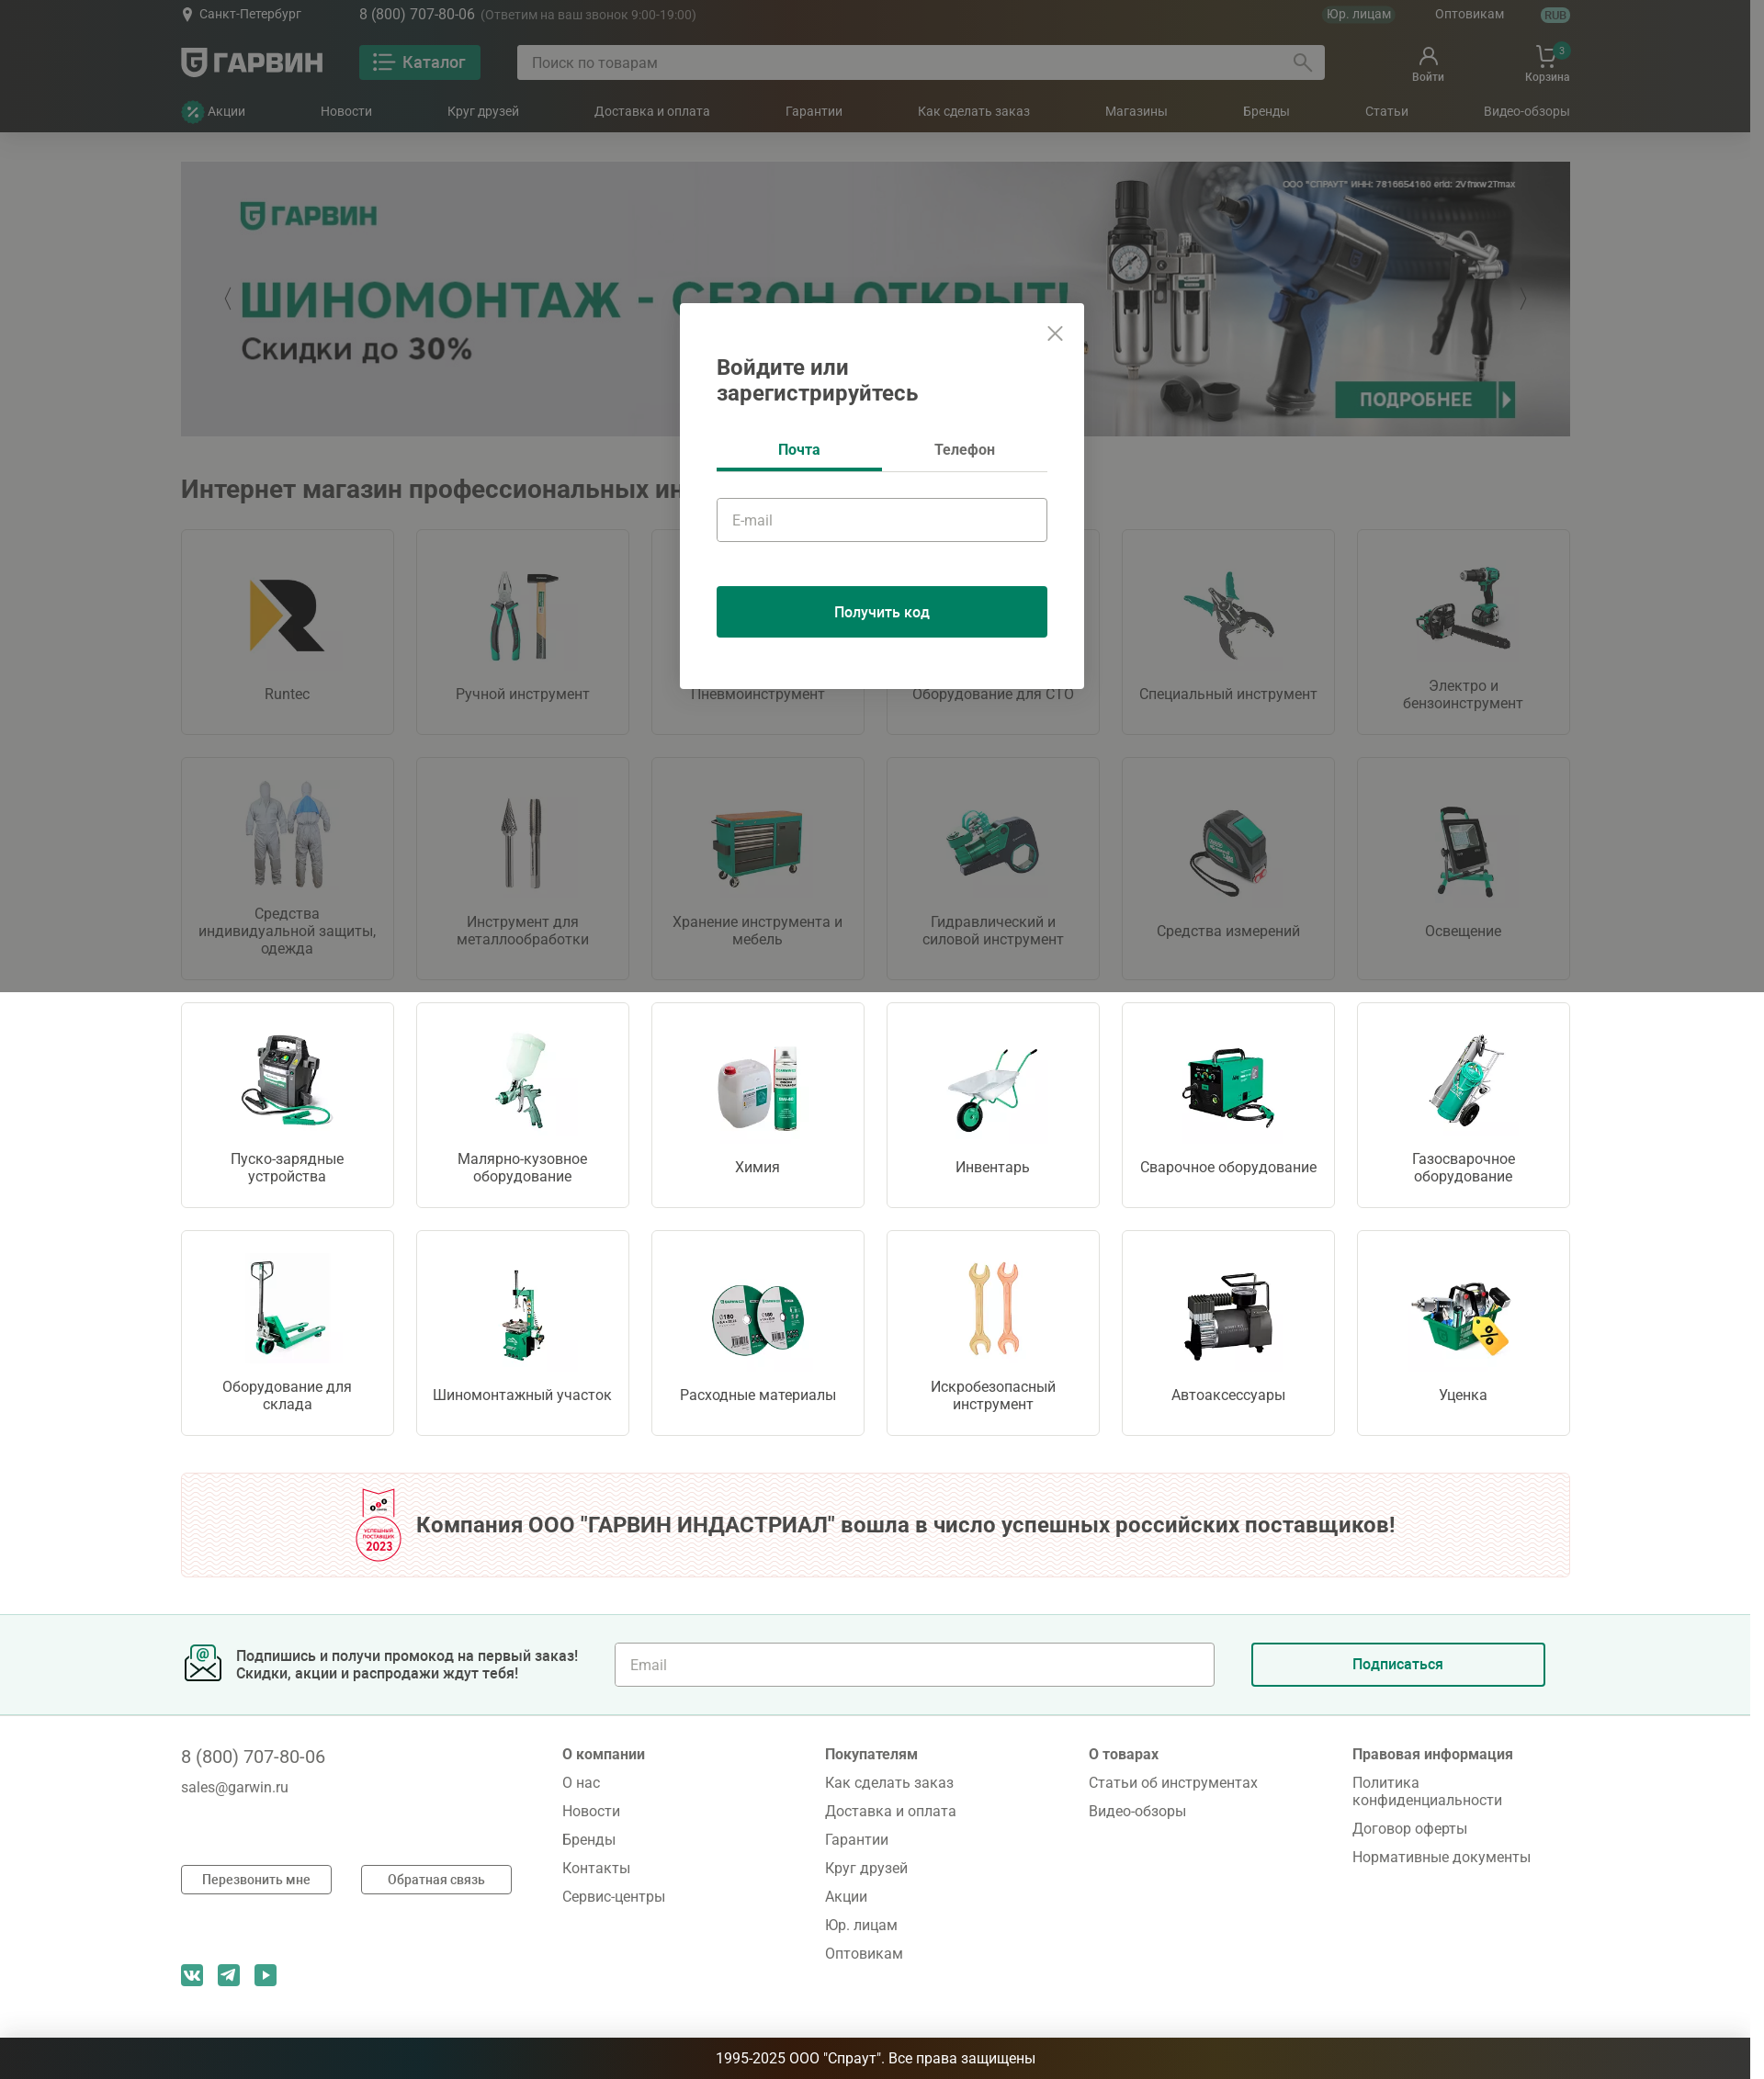 Санкт-Петербург
8 (800) 707-80-06 (Ответим на ваш звонок 9:00-19:00)
Юр. лицам
Оптовикам
RUB
ГАРВИН
Каталог
Поиск по товарам
Войти
3
Корзина
Акции
Новости
Круг друзей
Доставка и оплата
Гарантии
Как сделать заказ
Магазины
Бренды
Статьи
Видео-обзоры
ООО "СПРАУТ" ИНН: 7816654160 erid: 2Vfnxw2Tmax
ГАРВИН
ШИНОМОНТАЖ - СЕЗОН ОТКРЫТ!
Скидки до 30%
ПОДРОБНЕЕ
Войдите или
зарегистрируйтесь
Почта
Телефон
E-mail
Получить код
Интернет магазин профессиональных
Runtec
Ручной инструмент
Пневмоинструмент
Оборудование для СТО
Специальный инструмент
Электро и
бензоинструмент
Средства
индивидуальной защиты,
одежда
Инструмент для
металлообработки
Хранение инструмента и
мебель
Гидравлический и
силовой инструмент
Средства измерений
Освещение
Пуско-зарядные
устройства
Малярно-кузовное
оборудование
Химия
Инвентарь
Сварочное оборудование
Газосварочное
оборудование
Оборудование для
склада
Шиномонтажный участок
Расходные материалы
Искробезопасный
инструмент
Автоаксессуары
Уценка
УСПЕШНЫЙ
ПОСТАВЩИК
2023
Компания ООО "ГАРВИН ИНДАСТРИАЛ" вошла в число успешных российских поставщиков!
Подпишись и получи промокод на первый заказ!
Скидки, акции и распродажи ждут тебя!
Email
Подписаться
8 (800) 707-80-06
sales@garwin.ru
Перезвонить мне
Обратная связь
О компании
О нас
Новости
Бренды
Контакты
Сервис-центры
Покупателям
Как сделать заказ
Доставка и оплата
Гарантии
Круг друзей
Акции
Юр. лицам
Оптовикам
О товарах
Статьи об инструментах
Видео-обзоры
Правовая информация
Политика
конфиденциальности
Договор оферты
Нормативные документы
1995-2025 ООО "Спраут". Все права защищены